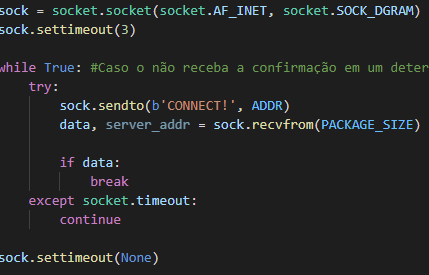 sock = socket.socket(socket.AF_INET, socket.SOCK_DGRAM)
sock.settimeout(3)
while True: #Caso o não receba a confirmação em um deter
try:
sock.sendto(b'CONNECT!', ADDR)
data, server_addr = sock.recvfrom(PACKAGE_SIZE)
if data:
break
except socket.timeout:
continue
sock.settimeout(None)